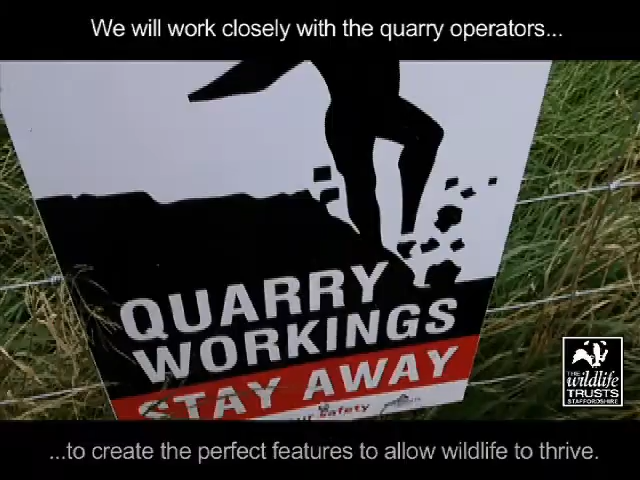 We will work closely with the quarry operators...
QUARRY
WORKINGS
STAY AWAY
safety
THE
wildlife
TRUSTS
STAFFORDSHIRE
...to create the perfect features to allow wildlife to thrive.